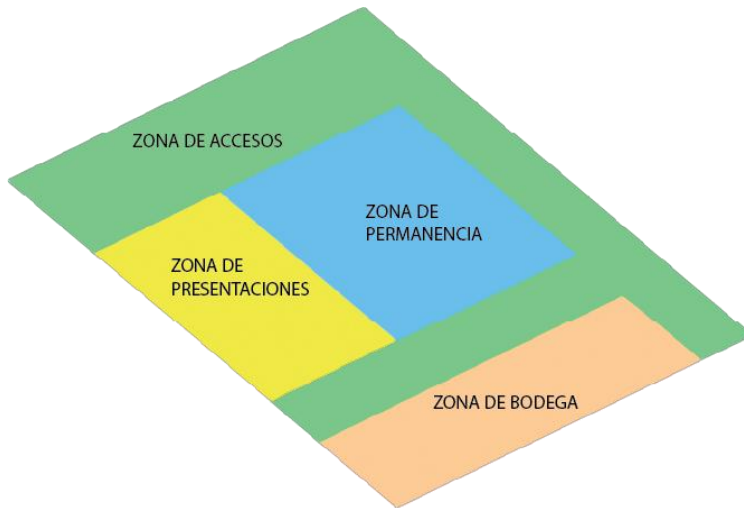 ZONA DE ACCESOS
ZONA DE
PERMANENCIA
ZONA DE
PRESENTACIONES
ZONA DE BODEGA